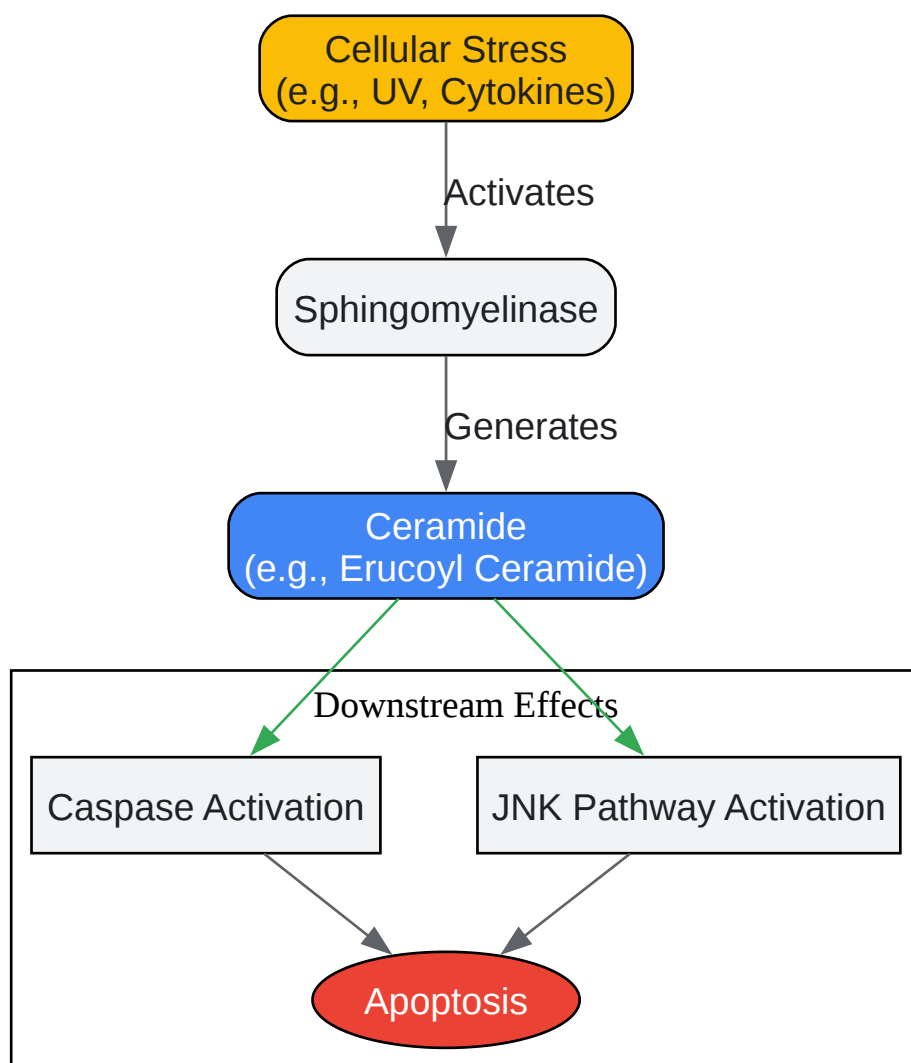 Cellular Stress
(e.g., UV, Cytokines)
Activates
Sphingomyelinase
Generates
Ceramide
(e.g., Erucoyl Ceramide)
Downstream Effects
Caspase Activation
JNK Pathway Activation
Apoptosis